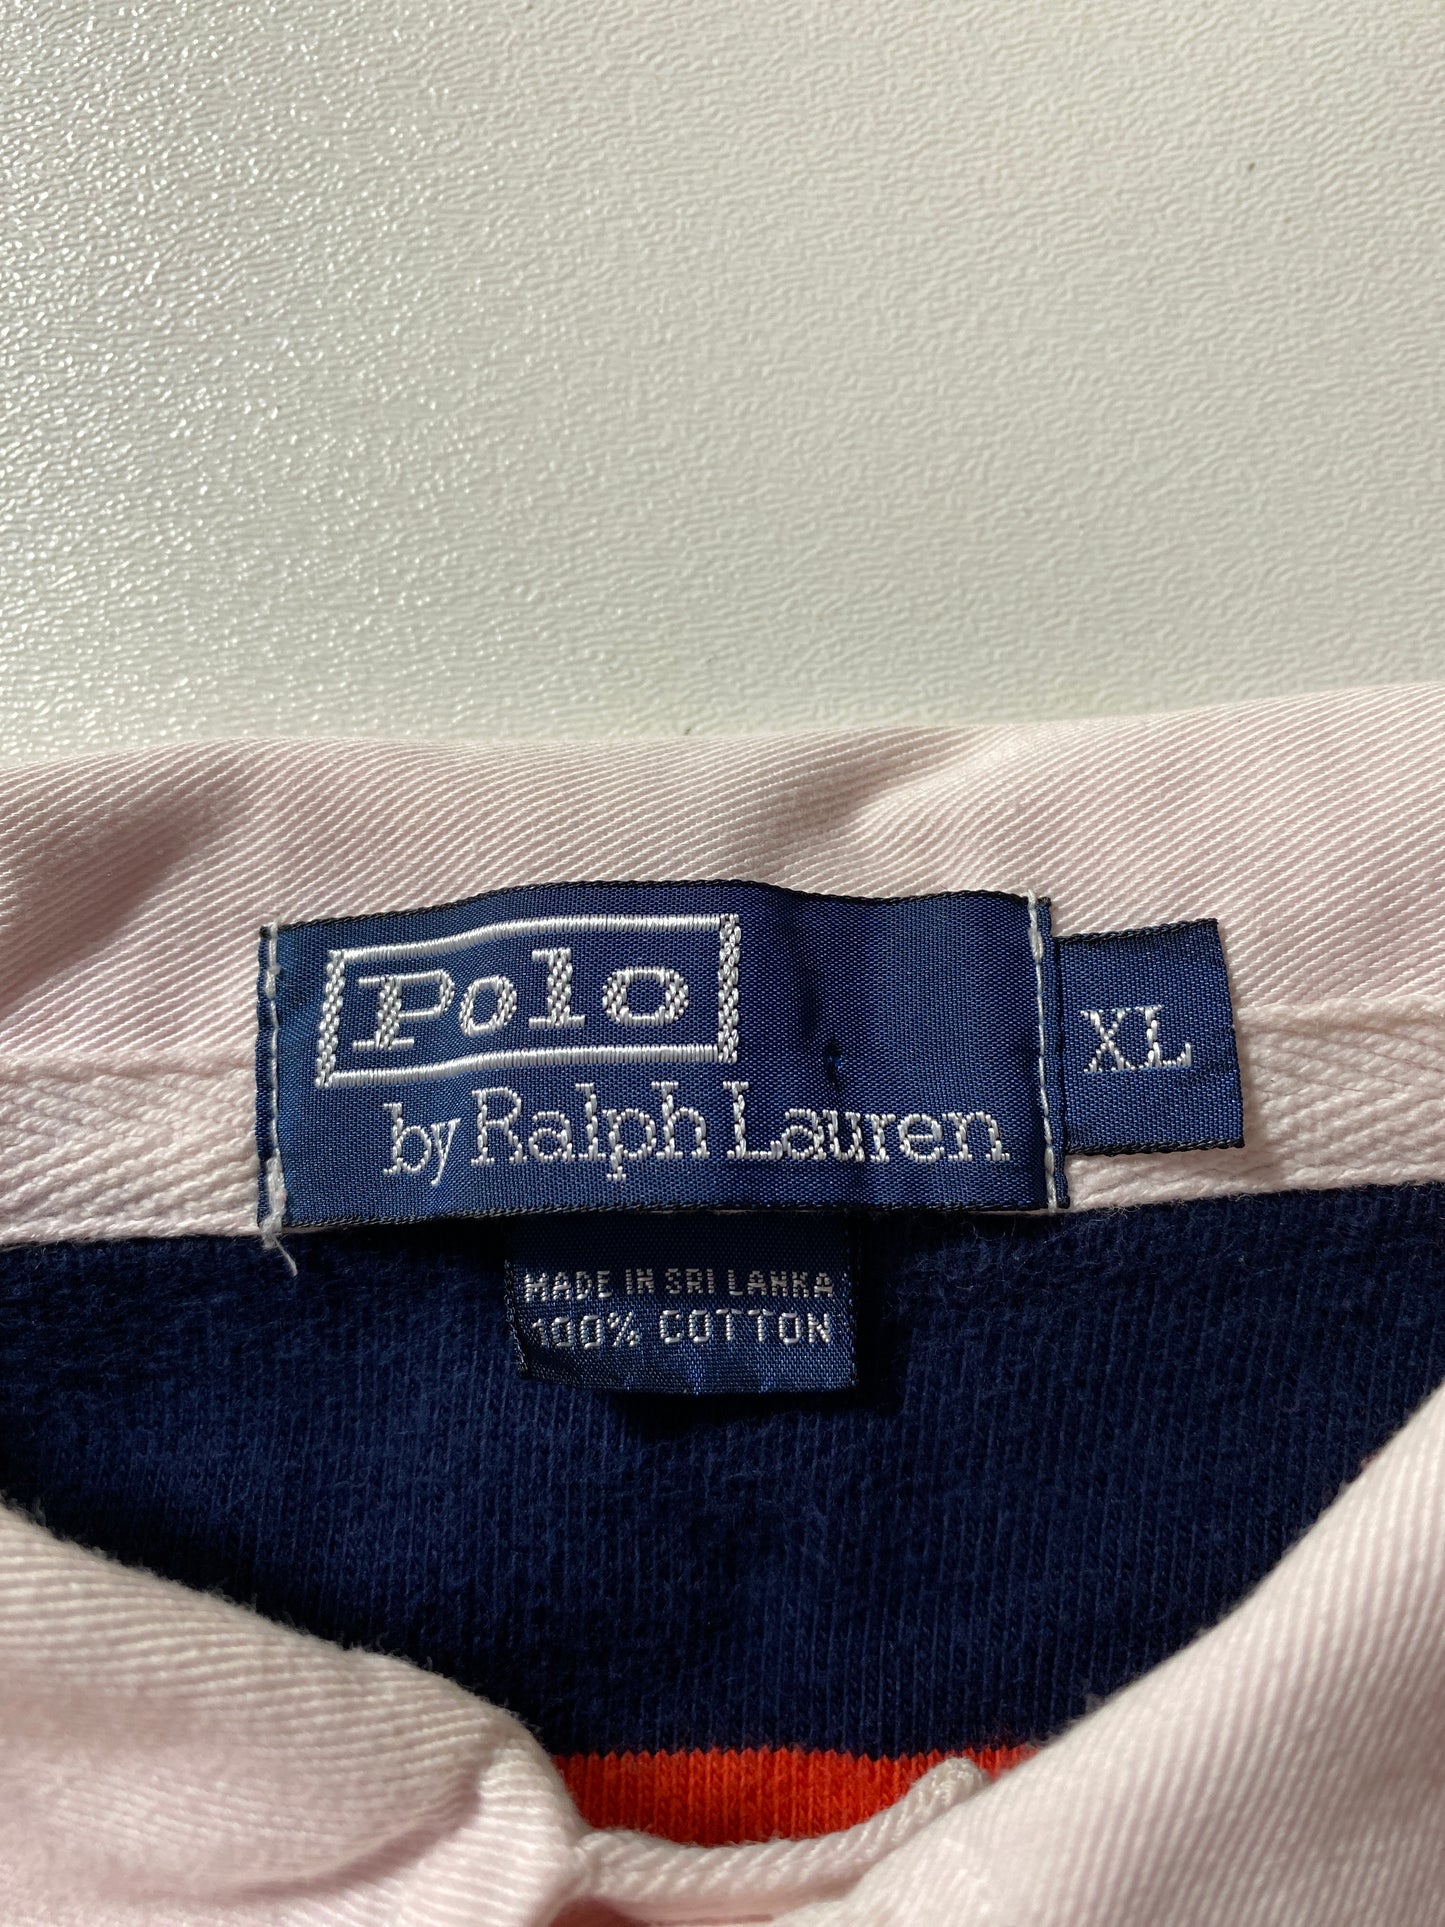 Polo
by Ralph Lauren
XL
MADE IN SRI LANKA
100% COTTON